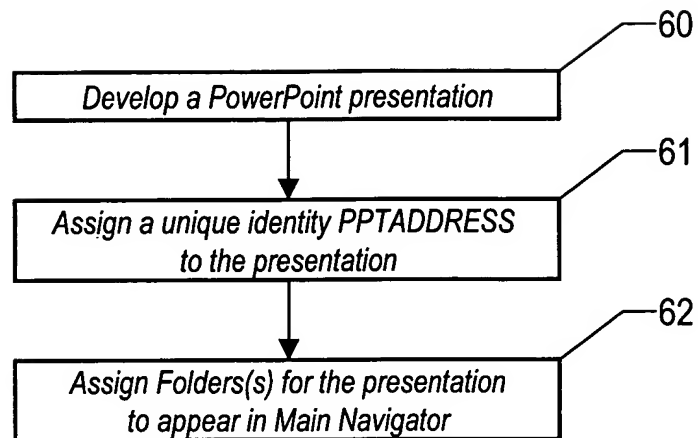 60
Develop a PowerPoint presentation
61
Assign a unique identity PPTADDRESS
to the presentation
62
Assign Folders(s) for the presentation
to appear in Main Navigator